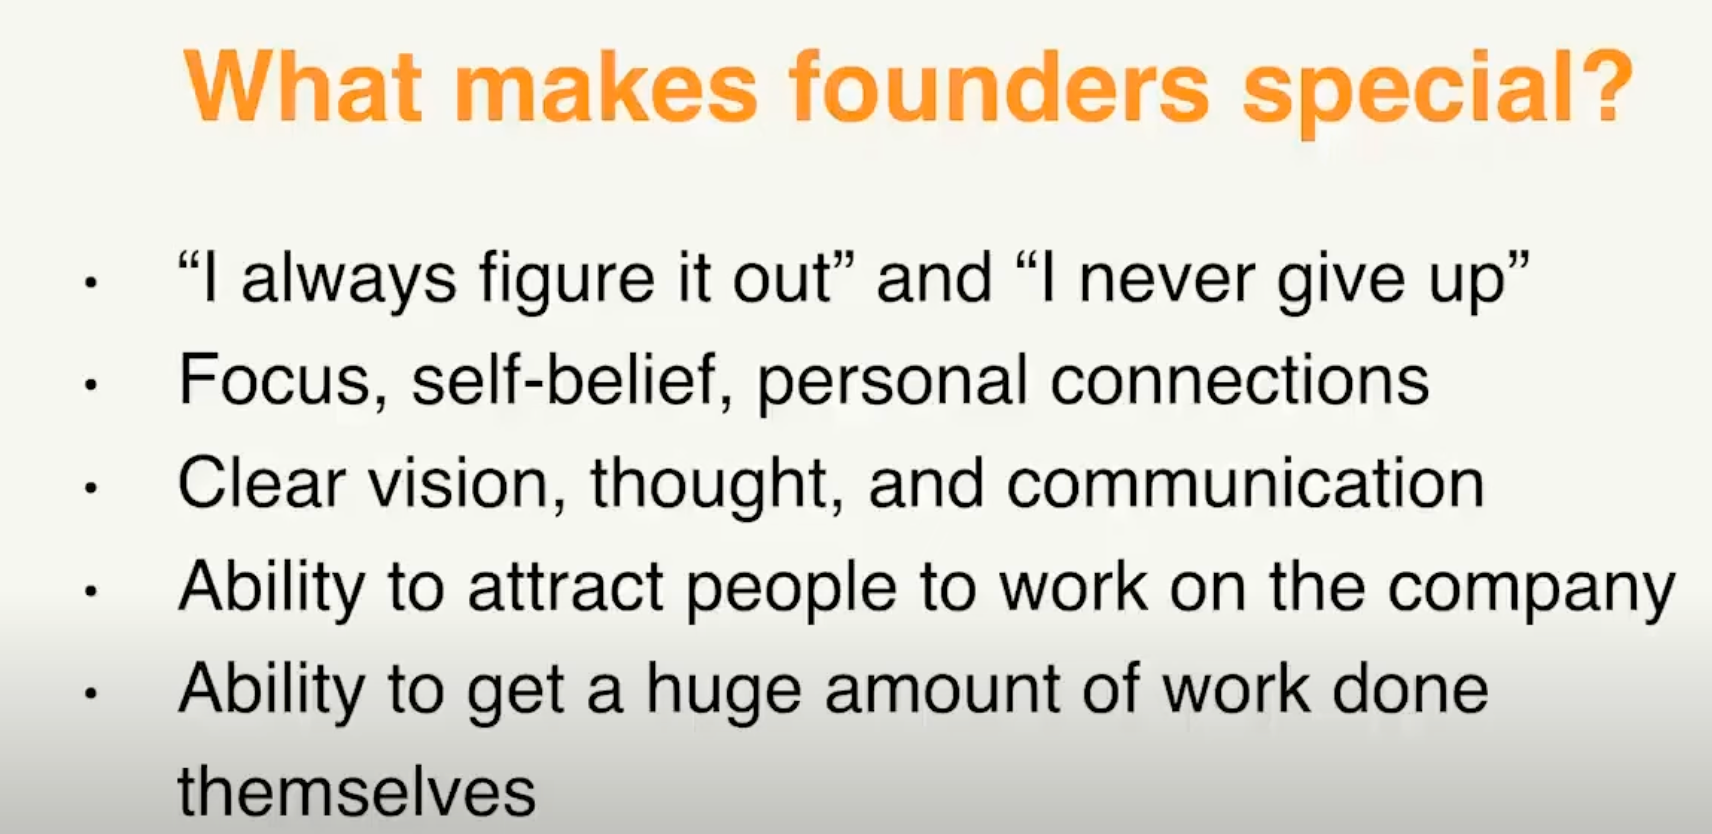 What makes founders special?
· “I always figure it out” and “I never give up”
· Focus, self-belief, personal connections
· Clear vision, thought, and communication
· Ability to attract people to work on the company
· Ability to get a huge amount of work done
themselves